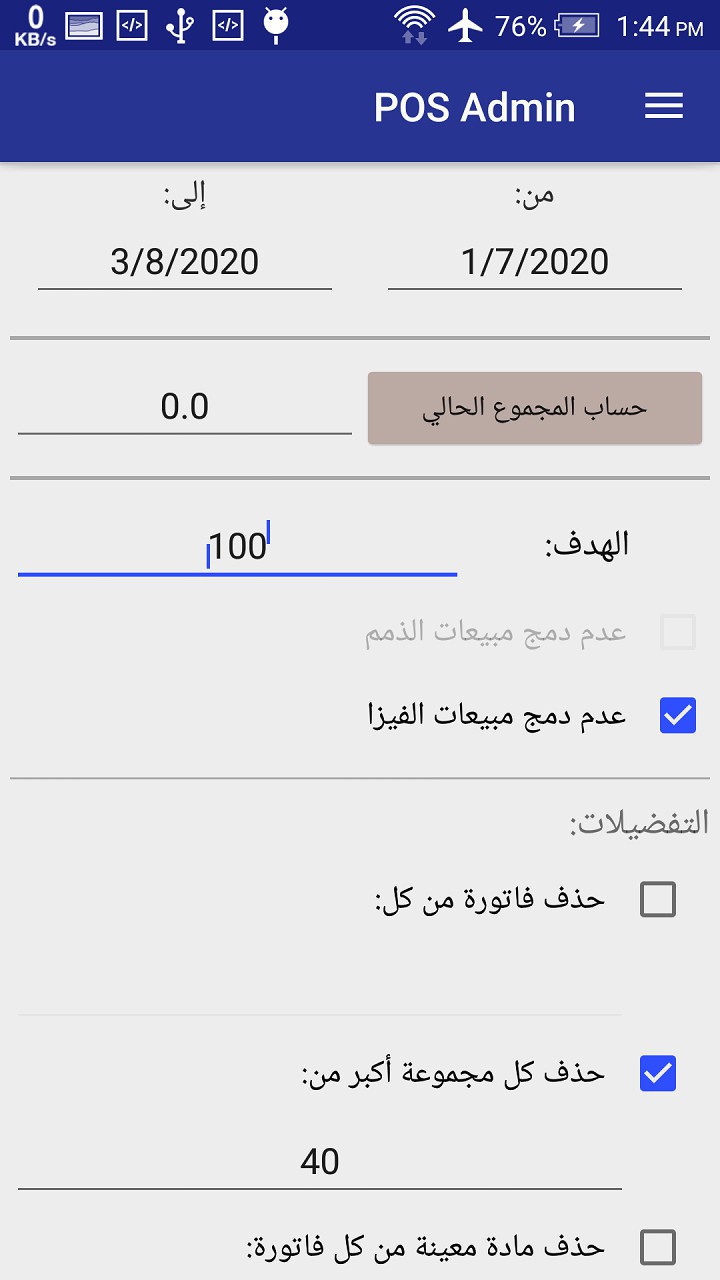 0 KB/s 76% 1:44 PM
POS Admin
من: إلى:
1/7/2020 3/8/2020
حساب المجموع الحالي 0.0
الهدف: 100
عدم دمج مبيعات الذمم
عدم دمج مبيعات الفيزا
التفضيلات:
حذف فاتورة من كل:
حذف كل مجموعة أكبر من:
40
حذف مادة معينة من كل فاتورة: